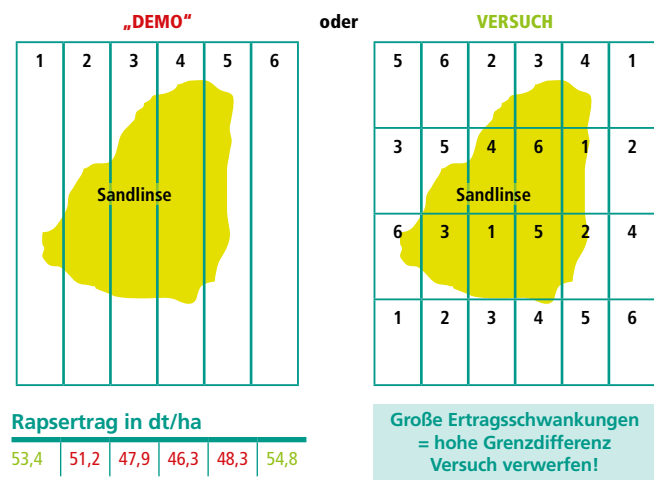 „DEMO“ oder VERSUCH
1 2 3 4 5 6
Sandlinse
5 6 2 3 4 1
3 5 4 6 1 2
Sandlinse
6 3 1 5 2 4
1 2 3 4 5 6
Rapsertrag in dt/ha
53,4 51,2 47,9 46,3 48,3 54,8
Große Ertragsschwankungen
= hohe Grenzdifferenz
Versuch verwerfen!